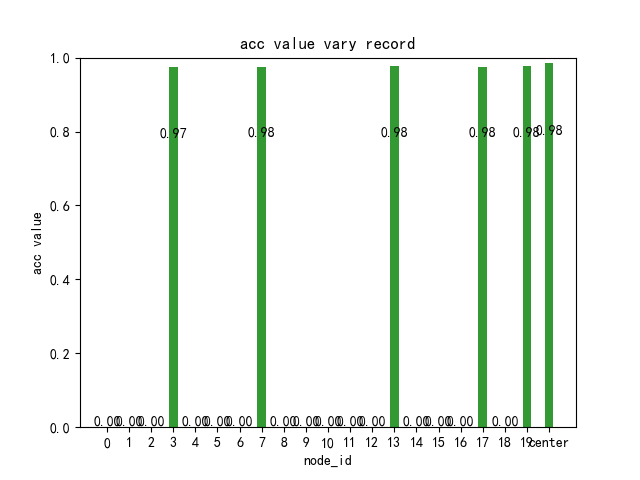 acc value vary record
acc value
1.0
0.8
0.6
0.4
0.2
0.0
0.00 0.00 0.00 0.97 0.00 0.00 0.00 0.98 0.00 0.00 0.00 0.00 0.00 0.98 0.00 0.00 0.00 0.98 0.00 0.98 0.98
0 1 2 3 4 5 6 7 8 9 10 11 12 13 14 15 16 17 18 19 center
node_id